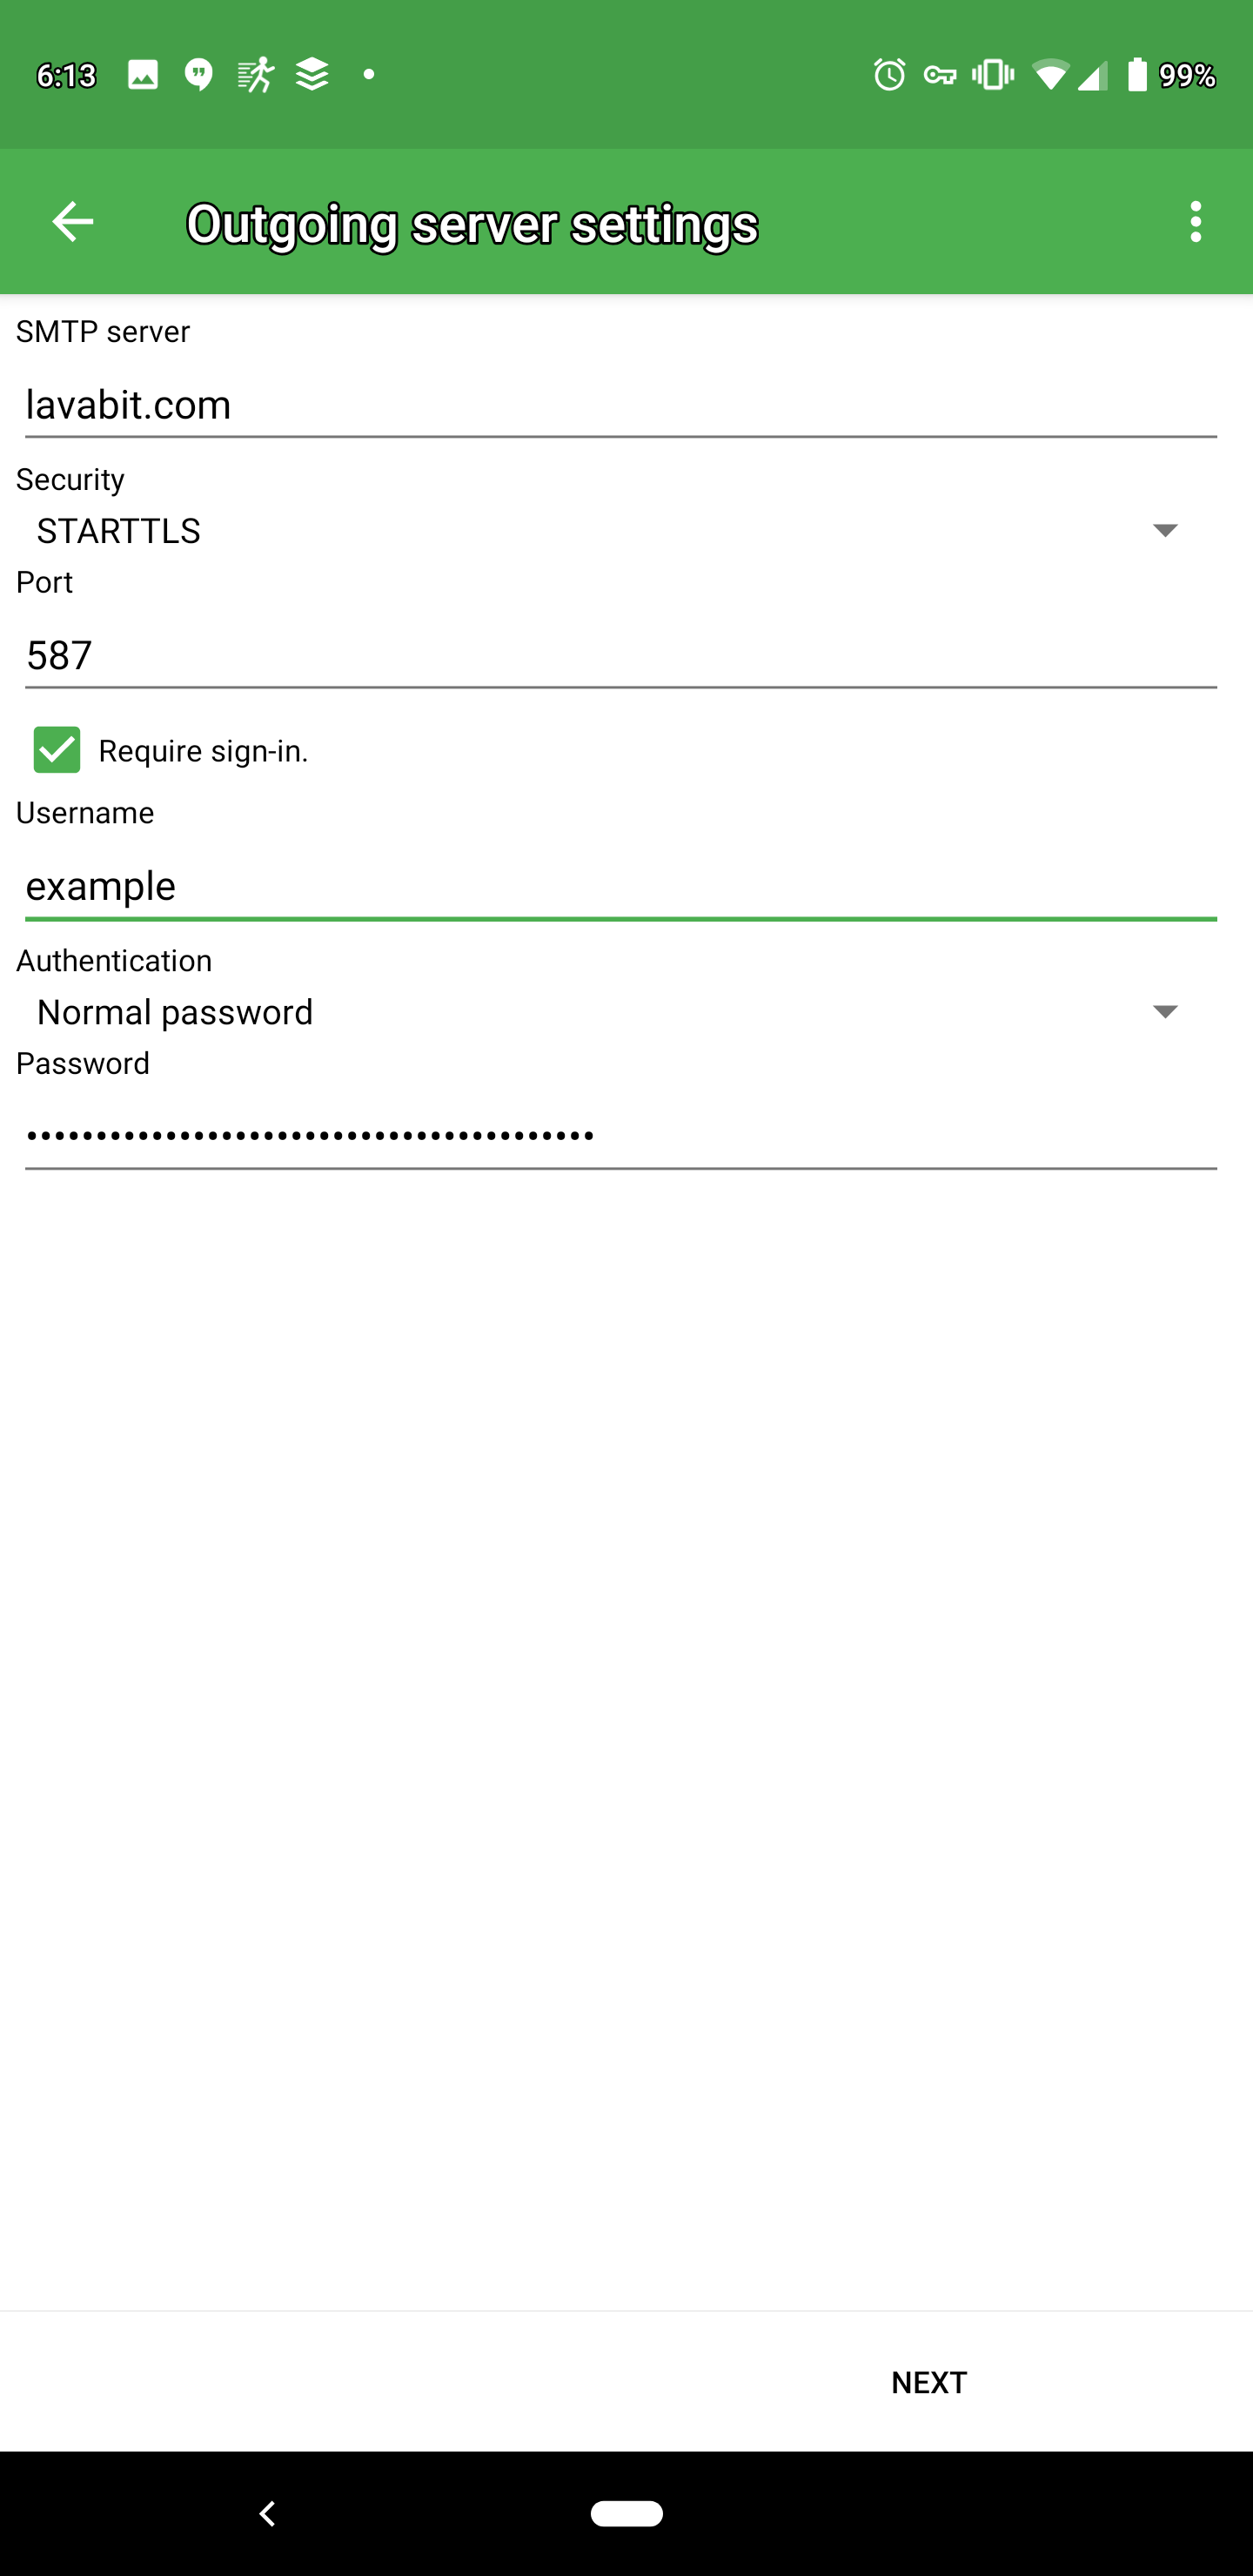 6:13 99%
Outgoing server settings
SMTP server
lavabit.com
Security
STARTTLS
Port
587
Require sign-in.
Username
example
Authentication
Normal password
Password
•••••••••••••••••••••••••••••••••••••••••
NEXT